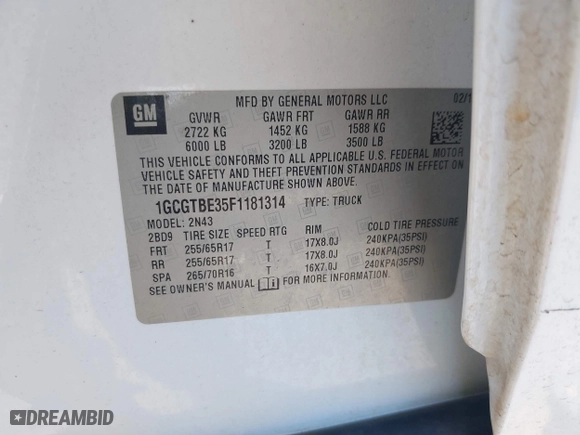 GM
MFD BY GENERAL MOTORS LLC 02/1
GVWR GAWR FRT GAWR RR
2722 KG 1452 KG 1588 KG
6000 LB 3200 LB 3500 LB
THIS VEHICLE CONFORMS TO ALL APPLICABLE U.S. FEDERAL MOTOR
VEHICLE SAFETY AND THEFT PREVENTION STANDARDS IN EFFECT ON
THE DATE OF MANUFACTURE SHOWN ABOVE.
1GCGTBE35F1181314 TYPE: TRUCK
MODEL: 2N43
2BD9 TIRE SIZE SPEED RTG RIM COLD TIRE PRESSURE
FRT 255/65R17 T 17X8.0J 240KPA(35PSI)
RR 255/65R17 T 17X8.0J 240KPA(35PSI)
SPA 265/70R16 T 16X7.0J 240KPA(35PSI)
SEE OWNER'S MANUAL FOR MORE INFORMATION.
DREAMBID